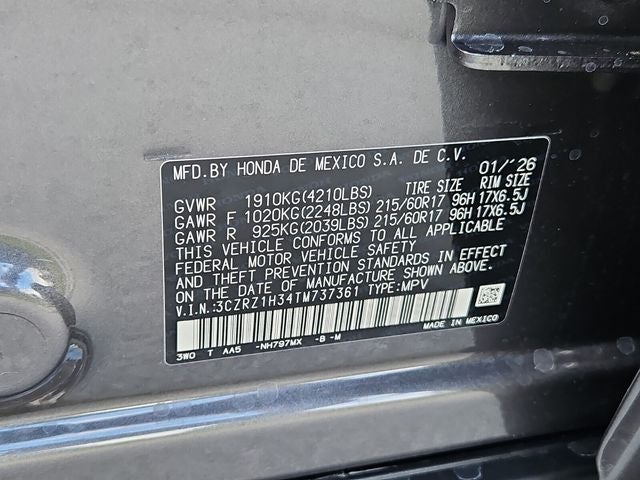 MFD.BY HONDA DE MEXICO S.A. DE C.V. 01/'26
TIRE SIZE RIM SIZE
GVWR 1910KG(4210LBS)
GAWR F 1020KG(2248LBS) 215/60R17 96H 17X6.5J
GAWR R 925KG(2039LBS) 215/60R17 96H 17X6.5J
THIS VEHICLE CONFORMS TO ALL APPLICABLE
FEDERAL MOTOR VEHICLE SAFETY
AND THEFT PREVENTION STANDARDS IN EFFECT
ON THE DATE OF MANUFACTURE SHOWN ABOVE.
V.I.N.:3CZRZ1H34TM737361 TYPE:MPV
3W0 T AA5 -NH797MX -B -M MADE IN MEXICO